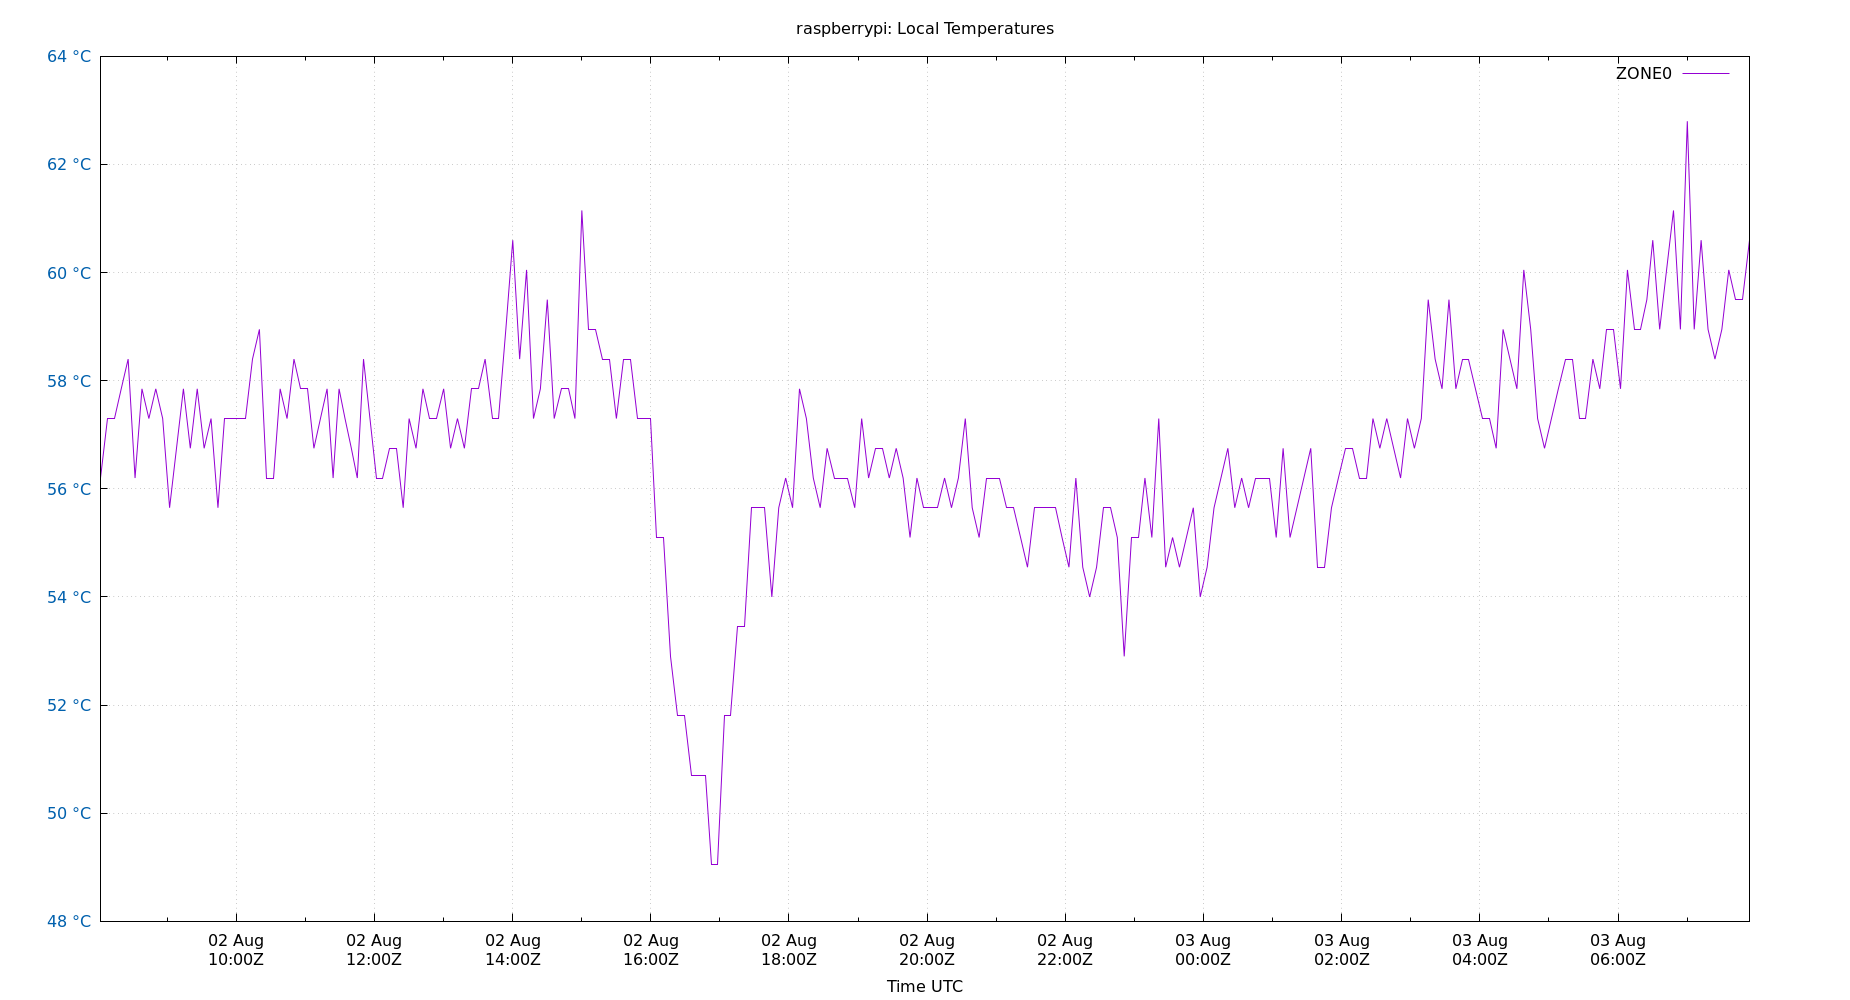 raspberrypi: Local Temperatures
64 °C
ZONE0
62 °C
60 °C
58 °C
56 °C
54 °C
52 °C
50 °C
48 °C
02 Aug 02 Aug 02 Aug 02 Aug 02 Aug 02 Aug 02 Aug 03 Aug 03 Aug 03 Aug 03 Aug
10:00Z 12:00Z 14:00Z 16:00Z 18:00Z 20:00Z 22:00Z 00:00Z 02:00Z 04:00Z 06:00Z
Time UTC